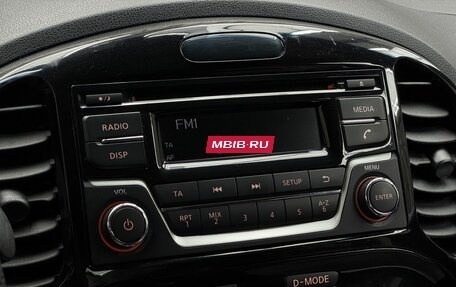 RADIO
FM1
MBIB·RU
MEDIA
DISP
TA
AF
VOL
TA
SETUP
MENU
RPT
1
MIX
2
3
4
5
A-Z
6
ENTER
D-MODE